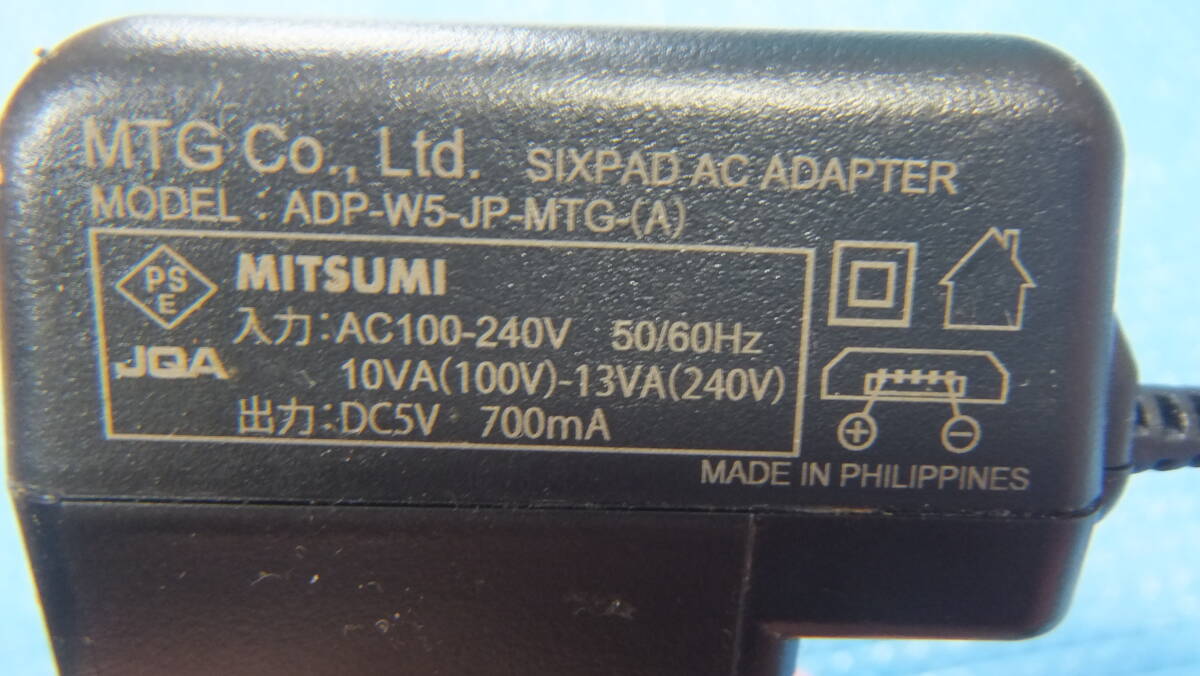 MTG Co., Ltd. SIXPAD AC ADAPTER
MODEL : ADP-W5-JP-MTG-(A)
PS
E
MITSUMI
入力:AC100-240V 50/60Hz
JQA
10VA(100V)-13VA(240V)
出力:DC5V 700mA
MADE IN PHILIPPINES